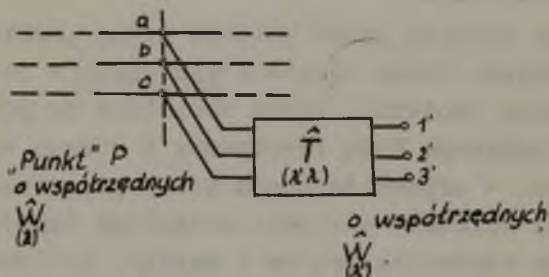 a
b
c
T̂
(λ'λ)
1'
2'
3'
„Punkt" P
o współrzędnych
Ŵ
(λ)'
o współrzędnych
Ŵ
(λ')